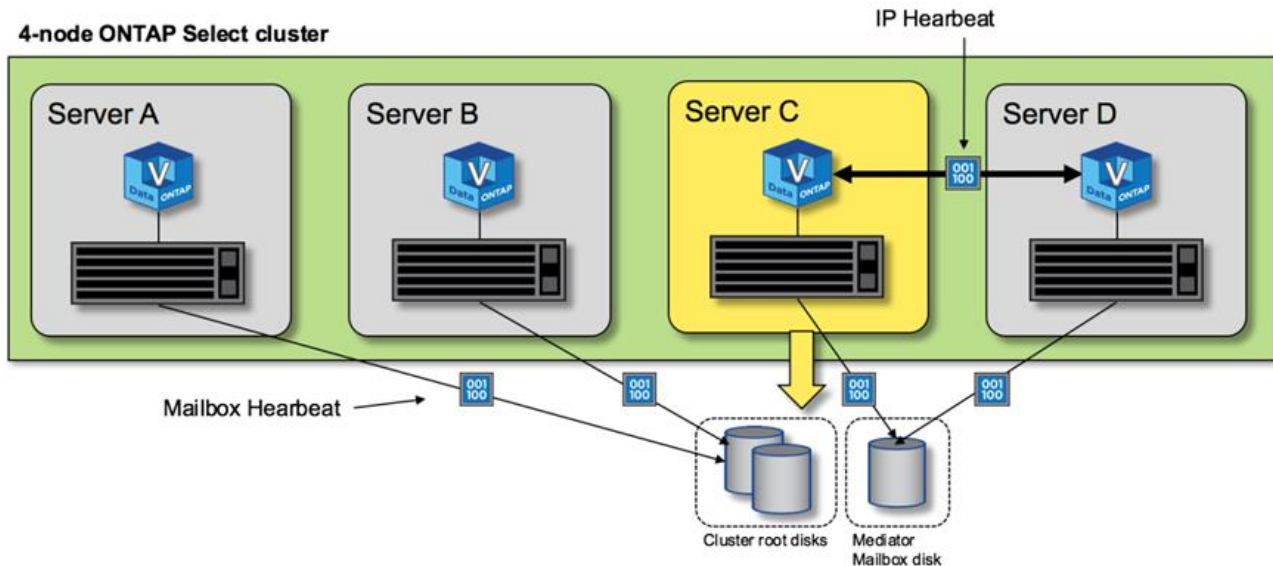 IP Hearbeat
4-node ONTAP Select cluster
Server A
Server B
Server C
Server D
V
Data ONTAP
V
Data ONTAP
V
Data ONTAP
V
Data ONTAP
001
100
Mailbox Hearbeat
001
100
001
100
001
100
001
100
Cluster root disks
Mediator
Mailbox disk